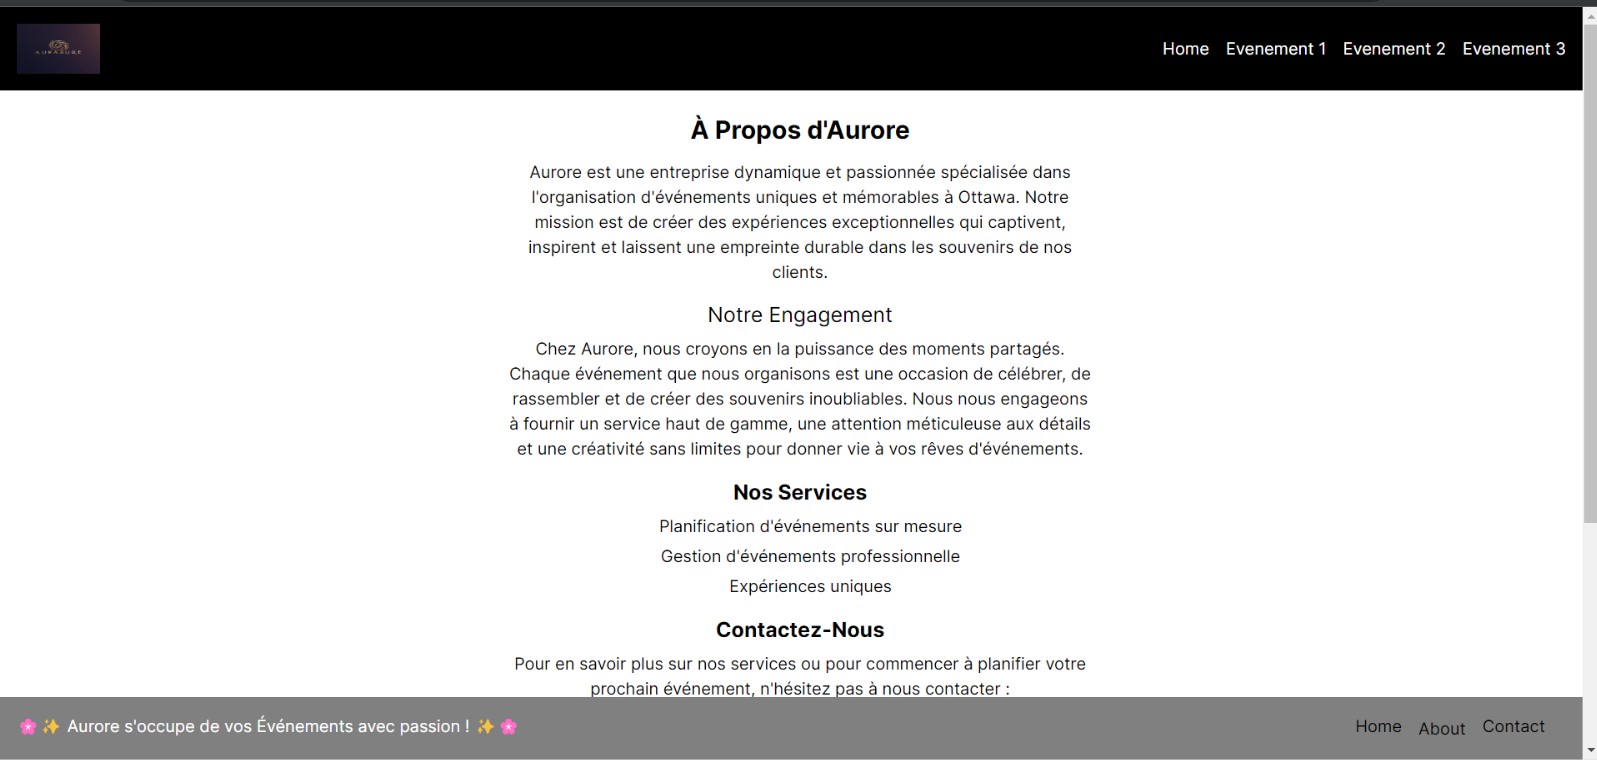 AURASURE
Home Evenement 1 Evenement 2 Evenement 3
À Propos d'Aurore
Aurore est une entreprise dynamique et passionnée spécialisée dans
l'organisation d'événements uniques et mémorables à Ottawa. Notre
mission est de créer des expériences exceptionnelles qui captivent,
inspirent et laissent une empreinte durable dans les souvenirs de nos
clients.
Notre Engagement
Chez Aurore, nous croyons en la puissance des moments partagés.
Chaque événement que nous organisons est une occasion de célébrer, de
rassembler et de créer des souvenirs inoubliables. Nous nous engageons
à fournir un service haut de gamme, une attention méticuleuse aux détails
et une créativité sans limites pour donner vie à vos rêves d'événements.
Nos Services
Planification d'événements sur mesure
Gestion d'événements professionnelle
Expériences uniques
Contactez-Nous
Pour en savoir plus sur nos services ou pour commencer à planifier votre
prochain événement, n'hésitez pas à nous contacter :
🌸✨ Aurore s'occupe de vos Événements avec passion ! ✨🌸
Home About Contact